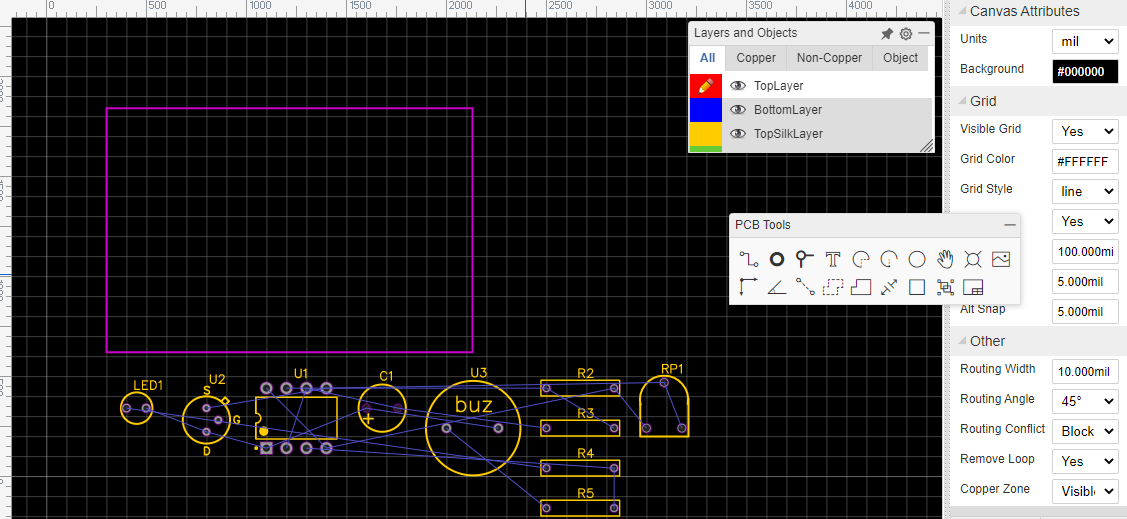 0
500
1000
1500
2000
2500
3000
3500
4000
Layers and Objects
All
Copper
Non-Copper
Object
TopLayer
BottomLayer
TopSilkLayer
PCB Tools
Canvas Attributes
Units
mil
Background
#000000
Grid
Visible Grid
Yes
Grid Color
#FFFFFF
Grid Style
line
Yes
100.000mi
5.000mil
Alt Snap
5.000mil
Other
Routing Width
10.000mil
Routing Angle
45°
Routing Conflict
Block
Remove Loop
Yes
Copper Zone
Visible
LED1
U2
S
G
D
U1
C1
+
U3
buz
R2
R3
R4
R5
RP1